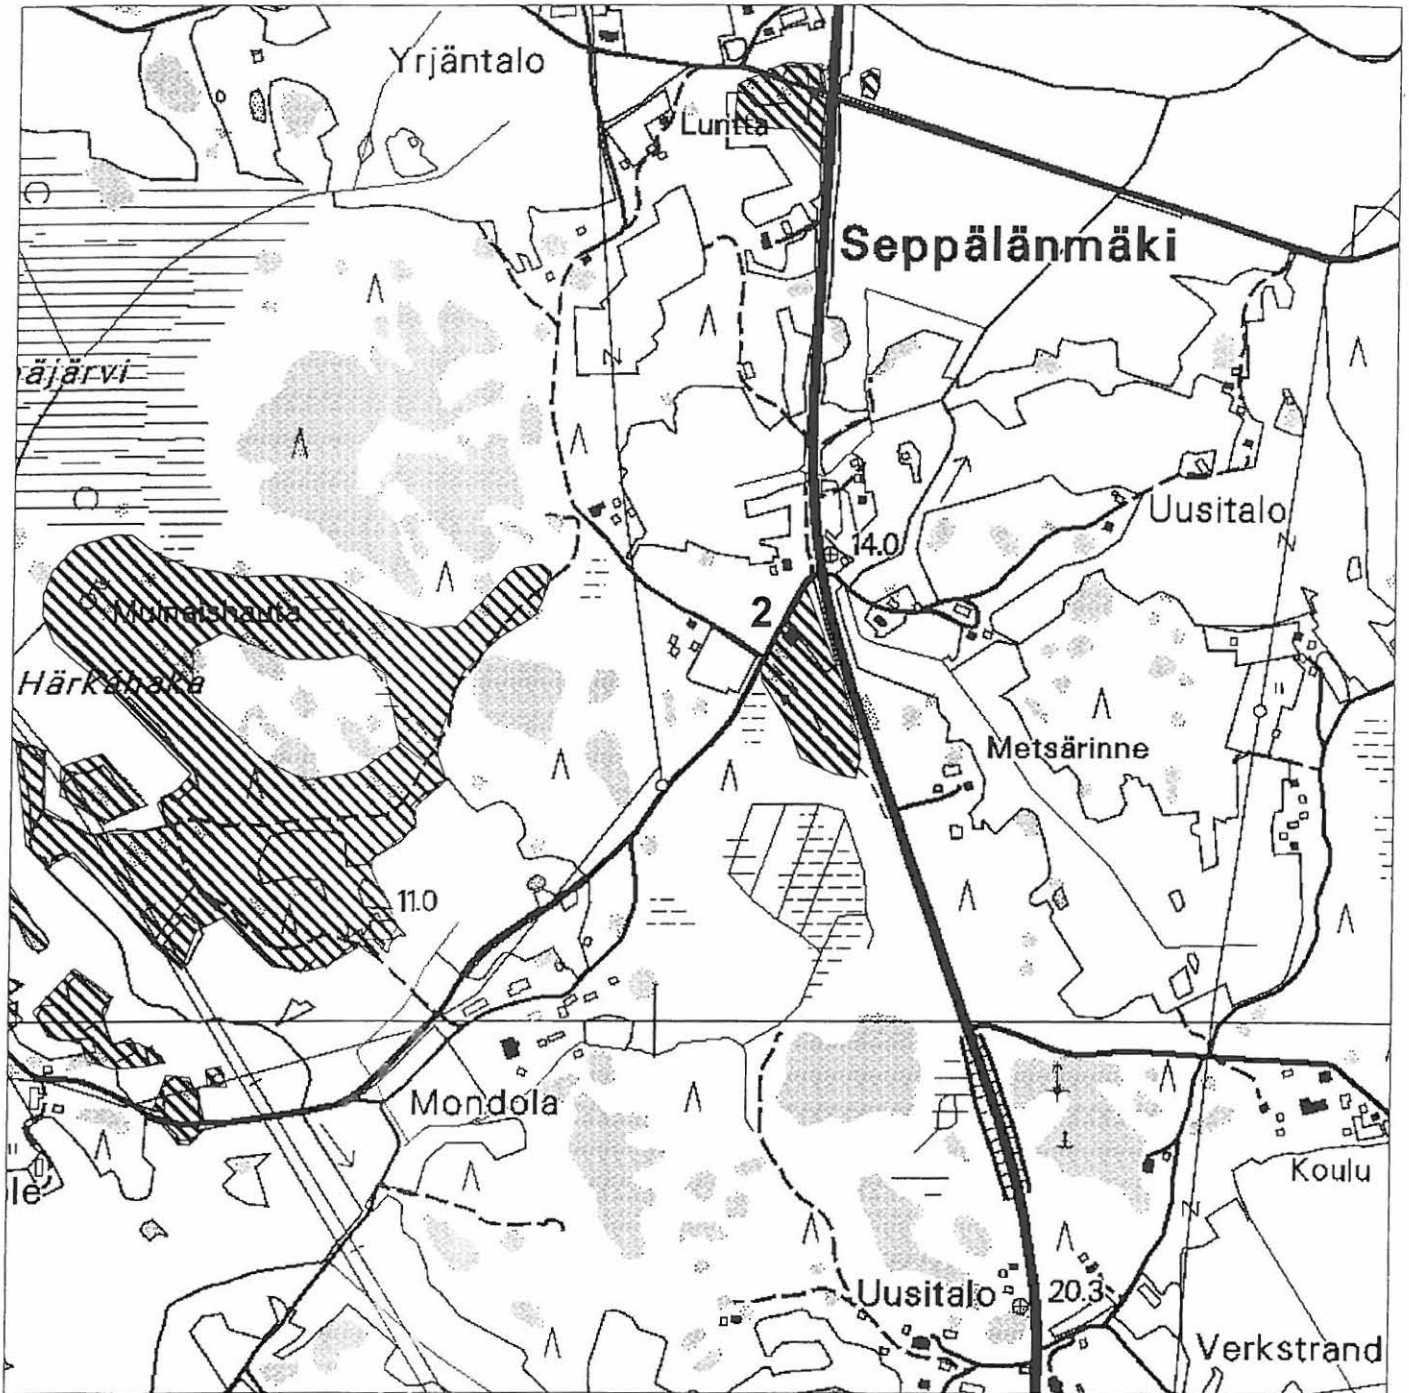 Yrjäntalo
Luntta
Seppälänmäki
äjärvi
Uusitalo
14.0
2
Muinaishauta
Härkähaka
Metsärinne
11.0
Mondola
Koulu
le
Uusitalo
20.3
Verkstrand